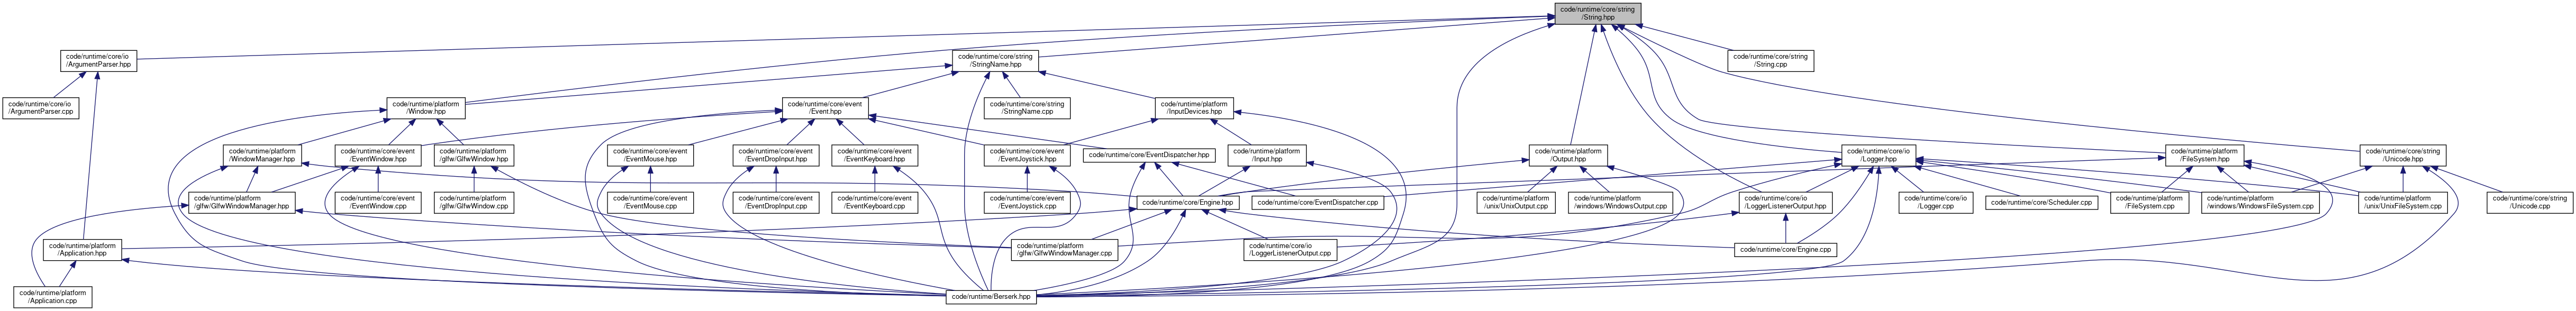 code/runtime/core/string
/String.hpp
code/runtime/core/io
/ArgumentParser.hpp
code/runtime/core/string
/StringName.hpp
code/runtime/core/string
/String.cpp
code/runtime/core/io
/ArgumentParser.cpp
code/runtime/platform
/Window.hpp
code/runtime/core/event
/Event.hpp
code/runtime/core/string
/StringName.cpp
code/runtime/platform
/InputDevices.hpp
code/runtime/platform
/WindowManager.hpp
code/runtime/core/event
/EventWindow.hpp
code/runtime/platform
/glfw/GlfwWindow.hpp
code/runtime/core/event
/EventMouse.hpp
code/runtime/core/event
/EventDropInput.hpp
code/runtime/core/event
/EventKeyboard.hpp
code/runtime/core/event
/EventJoystick.hpp
code/runtime/core/EventDispatcher.hpp
code/runtime/platform
/Input.hpp
code/runtime/platform
/Output.hpp
code/runtime/core/io
/Logger.hpp
code/runtime/platform
/FileSystem.hpp
code/runtime/core/string
/Unicode.hpp
code/runtime/platform
/glfw/GlfwWindowManager.hpp
code/runtime/core/event
/EventWindow.cpp
code/runtime/platform
/glfw/GlfwWindow.cpp
code/runtime/core/event
/EventMouse.cpp
code/runtime/core/event
/EventDropInput.cpp
code/runtime/core/event
/EventKeyboard.cpp
code/runtime/core/event
/EventJoystick.cpp
code/runtime/core/Engine.hpp
code/runtime/platform
/unix/UnixOutput.cpp
code/runtime/platform
/windows/WindowsOutput.cpp
code/runtime/core/EventDispatcher.cpp
code/runtime/core/io
/LoggerListenerOutput.hpp
code/runtime/core/io
/Logger.cpp
code/runtime/core/Scheduler.cpp
code/runtime/platform
/FileSystem.cpp
code/runtime/platform
/windows/WindowsFileSystem.cpp
code/runtime/platform
/unix/UnixFileSystem.cpp
code/runtime/core/string
/Unicode.cpp
code/runtime/platform
/Application.hpp
code/runtime/platform
/glfw/GlfwWindowManager.cpp
code/runtime/core/io
/LoggerListenerOutput.cpp
code/runtime/core/Engine.cpp
code/runtime/platform
/Application.cpp
code/runtime/Berserk.hpp